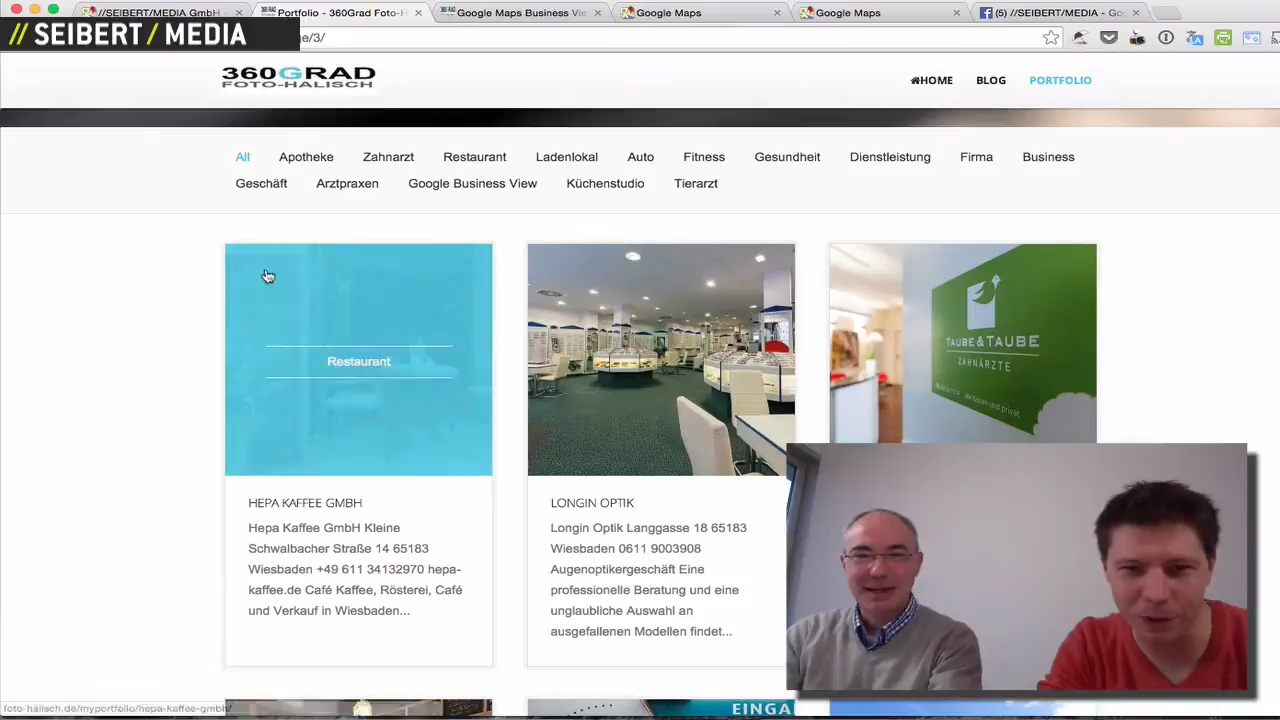 //SEIBERT/MEDIA GmbH
Portfolio - 360Grad Foto-H
Google Maps Business Vie
Google Maps
Google Maps
(5) //SEIBERT/MEDIA - Go
// SEIBERT / MEDIA
e/3/
360GRAD
FOTO-HALISCH
HOME BLOG PORTFOLIO
All Apotheke Zahnarzt Restaurant Ladenlokal Auto Fitness Gesundheit Dienstleistung Firma Business
Geschäft Arztpraxen Google Business View Küchenstudio Tierarzt
Restaurant
TAUBE & TAUBE
ZAHNÄRZTE
HEPA KAFFEE GMBH
Hepa Kaffee GmbH Kleine
Schwalbacher Straße 14 65183
Wiesbaden +49 611 34132970 hepa-
kaffee.de Café Kaffee, Rösterei, Café
und Verkauf in Wiesbaden...
LONGIN OPTIK
Longin Optik Langgasse 18 65183
Wiesbaden 0611 9003908
Augenoptikergeschäft Eine
professionelle Beratung und eine
unglaubliche Auswahl an
ausgefallenen Modellen findet...
EINGA
foto-halisch.de/myportfolio/hepa-kaffee-gmbh/